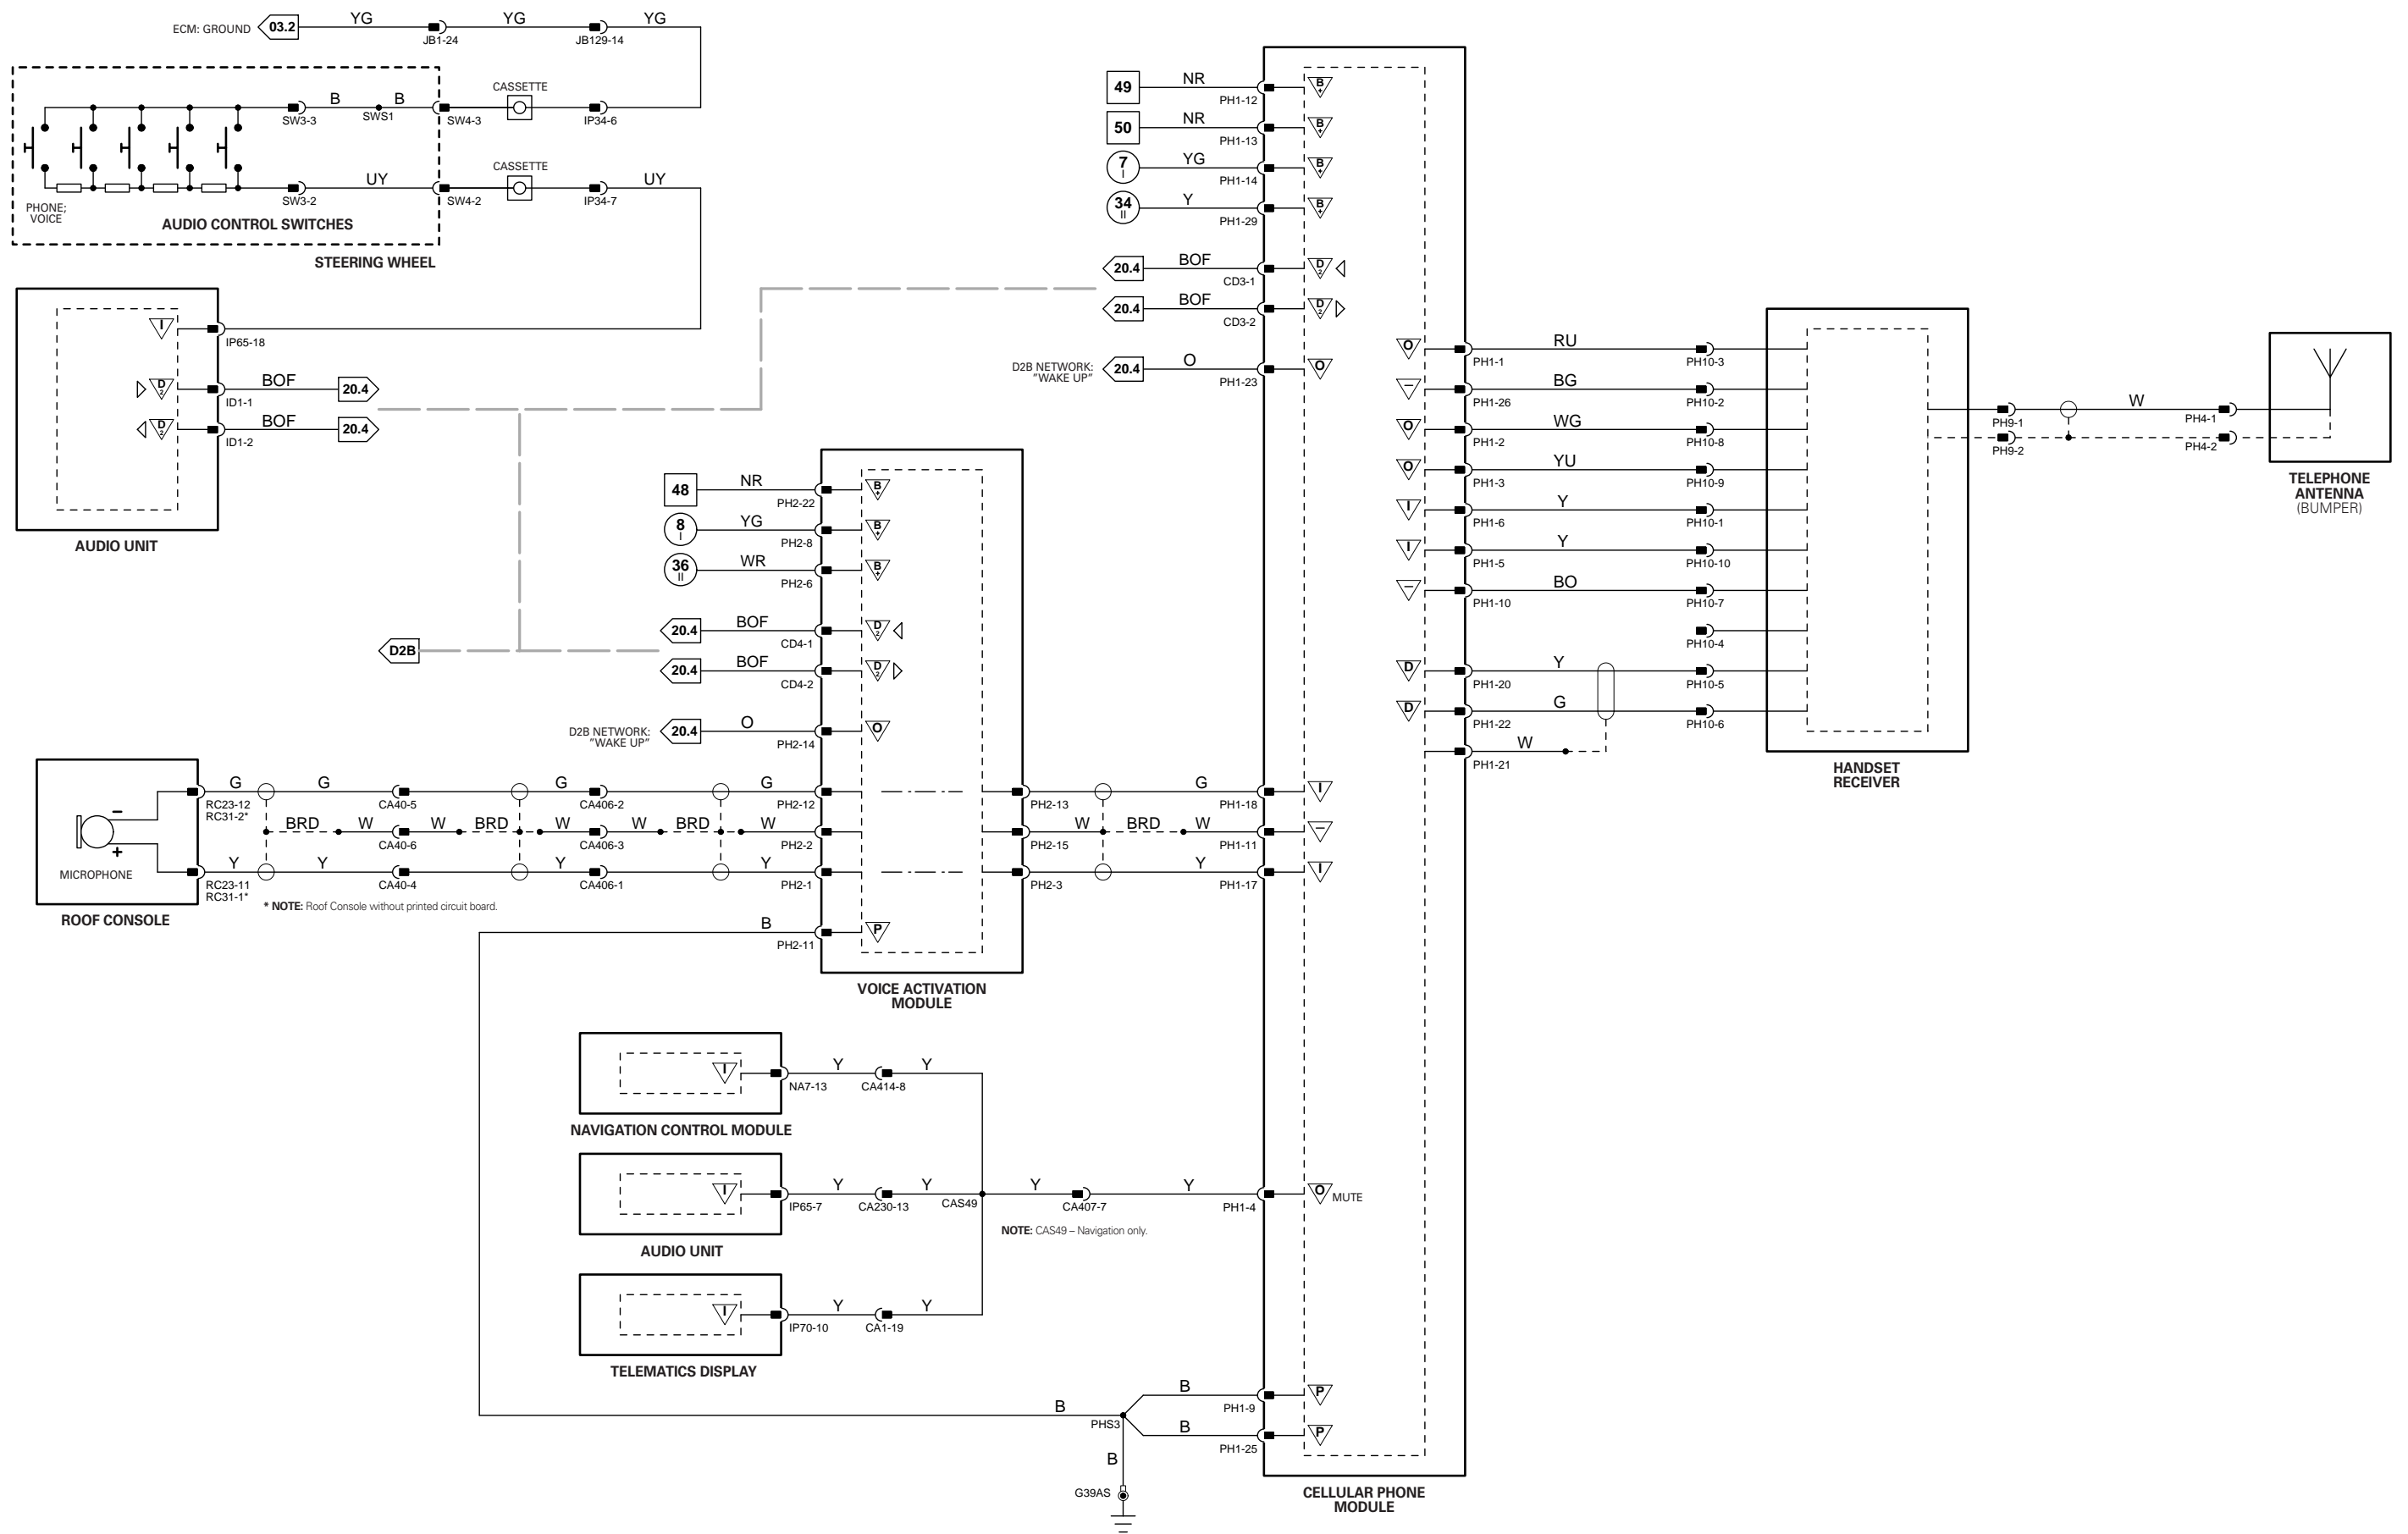 ECM: GROUND 03.2 YG YG YG
JB1-24 JB129-14
CASSETTE
B B
SW3-3 SWS1 SW4-3 IP34-6
CASSETTE
UY UY
SW3-2 SW4-2 IP34-7
PHONE;
VOICE
AUDIO CONTROL SWITCHES
STEERING WHEEL
I
IP65-18
D2 BOF 20.4
ID1-1
D2 BOF 20.4
ID1-2
AUDIO UNIT
49 NR B+
PH1-12
50 NR B+
PH1-13
7 I YG B+
PH1-14
34 II Y B+
PH1-29
20.4 BOF D2
CD3-1
20.4 BOF D2
CD3-2
D2B NETWORK:
"WAKE UP"
20.4 O O
PH1-23
O RU
PH1-1 PH10-3
– BG
PH1-26 PH10-2
O WG
PH1-2 PH10-8
O YU
PH1-3 PH10-9
I Y
PH1-6 PH10-1
I Y
PH1-5 PH10-10
– BO
PH1-10 PH10-7
PH10-4
D Y
PH1-20 PH10-5
D G
PH1-22 PH10-6
W
PH1-21
HANDSET
RECEIVER
W
PH9-1 PH4-1
PH9-2 PH4-2
TELEPHONE
ANTENNA
(BUMPER)
48 NR B+
PH2-22
8 I YG B+
PH2-8
36 II WR B+
PH2-6
20.4 BOF D2
CD4-1
D2B
20.4 BOF D2
CD4-2
D2B NETWORK:
"WAKE UP"
20.4 O O
PH2-14
– G G G G G I
RC23-12 CA40-5 CA406-2 PH2-12 PH2-13 PH1-18
RC31-2*
BRD W W BRD W W BRD W W BRD W –
CA40-6 CA406-3 PH2-2 PH2-15 PH1-11
+ Y Y Y Y Y I
MICROPHONE
RC23-11 CA40-4 CA406-1 PH2-1 PH2-3 PH1-17
RC31-1*
* NOTE: Roof Console without printed circuit board.
ROOF CONSOLE
B P
PH2-11
VOICE ACTIVATION
MODULE
I Y Y
NA7-13 CA414-8
NAVIGATION CONTROL MODULE
I Y Y Y Y O MUTE
IP65-7 CA230-13 CAS49 CA407-7 PH1-4
NOTE: CAS49 – Navigation only.
AUDIO UNIT
I Y Y
IP70-10 CA1-19
TELEMATICS DISPLAY
B P
PH1-9
B PHS3
B P
PH1-25
B
G39AS
CELLULAR PHONE
MODULE